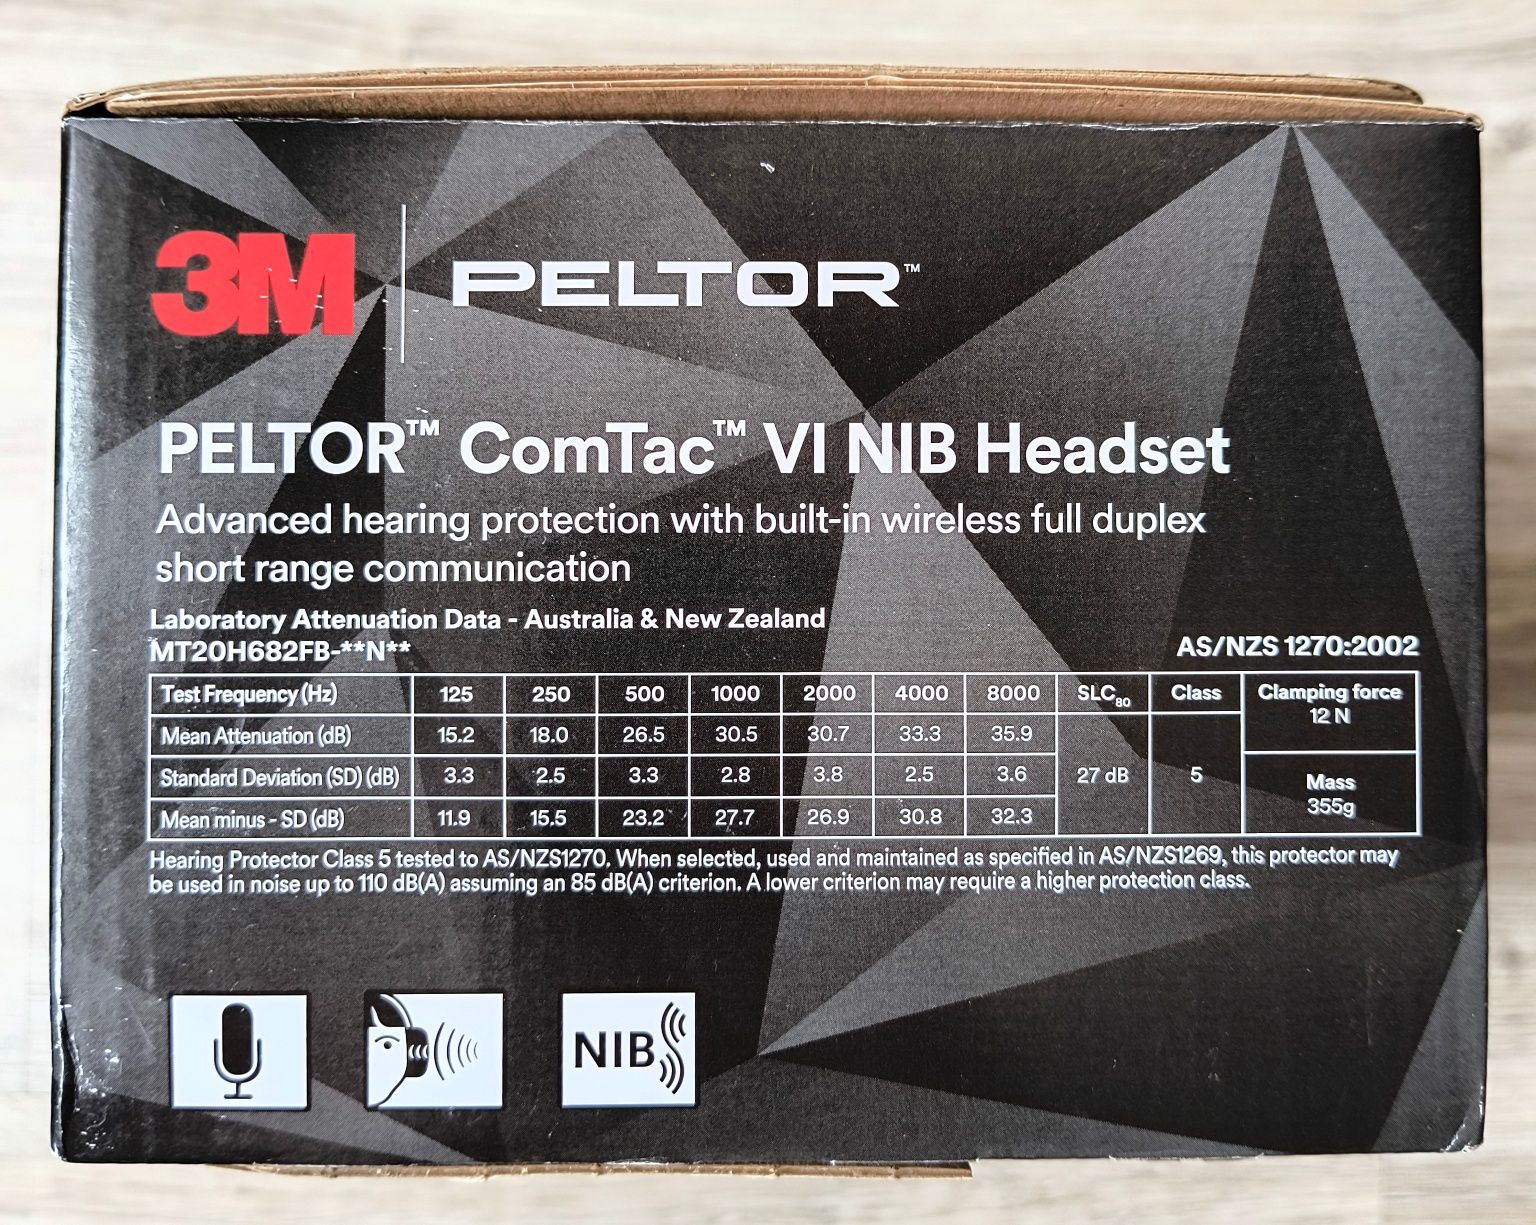 3M PELTOR™
PELTOR™ ComTac™ VI NIB Headset
Advanced hearing protection with built-in wireless full duplex
short range communication
Laboratory Attenuation Data - Australia & New Zealand
MT20H682FB-**N** AS/NZS 1270:2002
Test Frequency (Hz) 125 250 500 1000 2000 4000 8000 SLC80 Class Clamping force
12 N
Mean Attenuation (dB) 15.2 18.0 26.5 30.5 30.7 33.3 35.9
Standard Deviation (SD) (dB) 3.3 2.5 3.3 2.8 3.8 2.5 3.6 27 dB 5 Mass
355g
Mean minus - SD (dB) 11.9 15.5 23.2 27.7 26.9 30.8 32.3
Hearing Protector Class 5 tested to AS/NZS1270. When selected, used and maintained as specified in AS/NZS1269, this protector may
be used in noise up to 110 dB(A) assuming an 85 dB(A) criterion. A lower criterion may require a higher protection class.
NIB